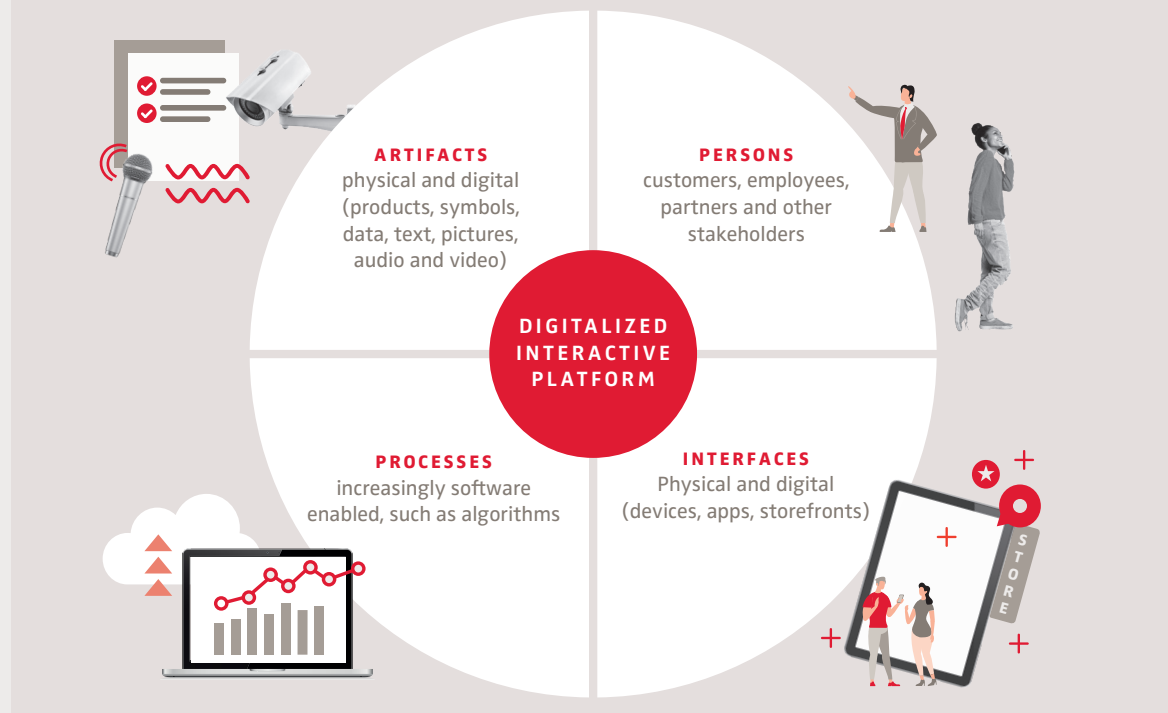 ARTIFACTS
physical and digital
(products, symbols,
data, text, pictures,
audio and video)
PERSONS
customers, employees,
partners and other
stakeholders
DIGITALIZED
INTERACTIVE
PLATFORM
PROCESSES
increasingly software
enabled, such as algorithms
INTERFACES
Physical and digital
(devices, apps, storefronts)
STORE